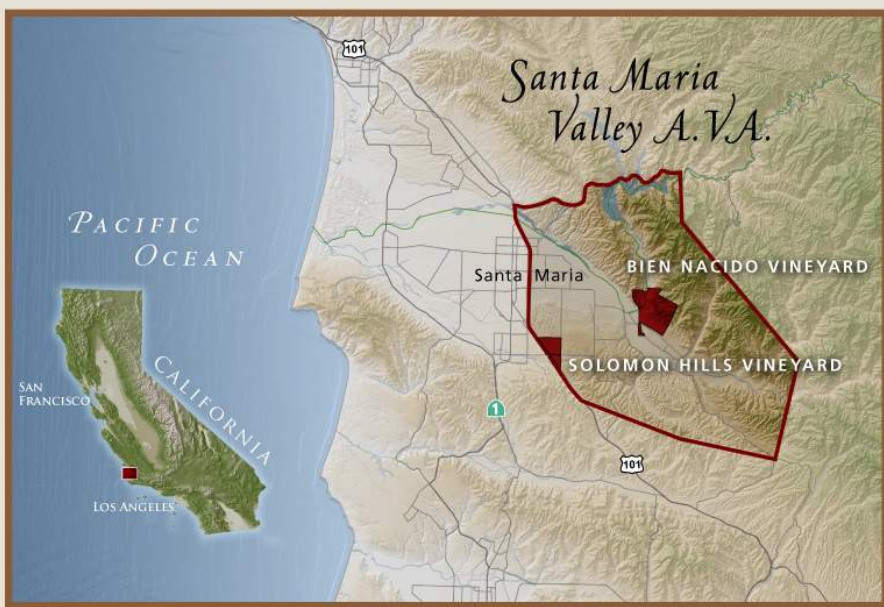 101
Santa Maria
Valley A.V.A.
PACIFIC
OCEAN
Santa Maria
BIEN NACIDO VINEYARD
SOLOMON HILLS VINEYARD
SAN
FRANCISCO
CALIFORNIA
1
101
LOS ANGELES